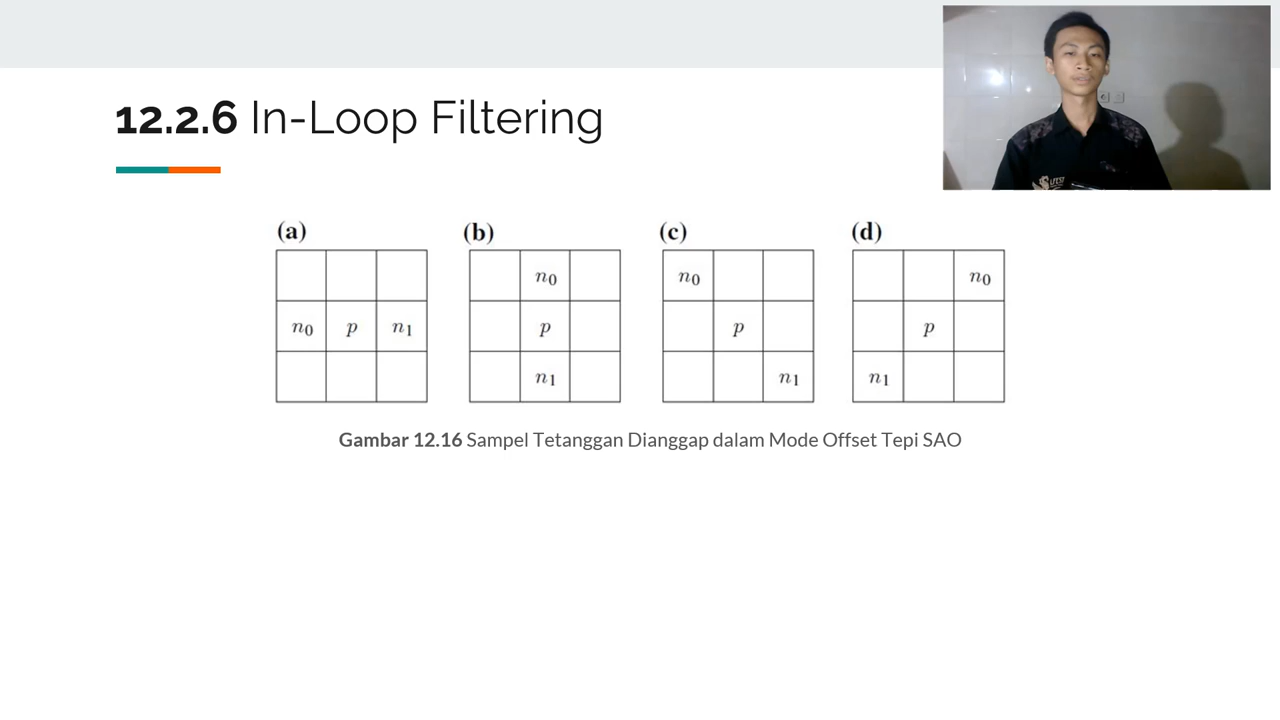 12.2.6 In-Loop Filtering
(a) (b) (c) (d)
n0 n0 n0
n0 p n1 p p p
n1 n1 n1
Gambar 12.16 Sampel Tetanggan Dianggap dalam Mode Offset Tepi SAO